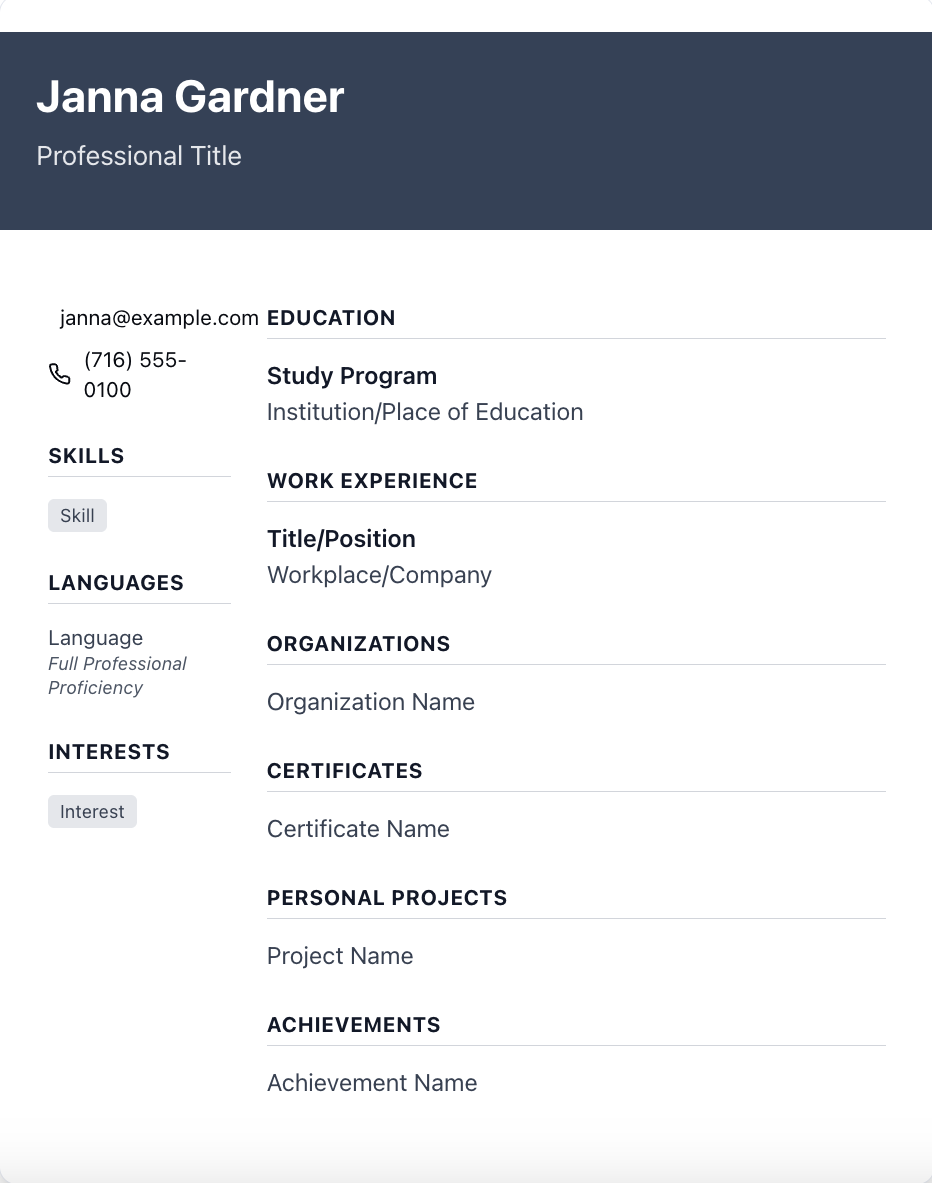 Janna Gardner
Professional Title
janna@example.com
(716) 555-
0100
SKILLS
Skill
LANGUAGES
Language
Full Professional
Proficiency
INTERESTS
Interest
EDUCATION
Study Program
Institution/Place of Education
WORK EXPERIENCE
Title/Position
Workplace/Company
ORGANIZATIONS
Organization Name
CERTIFICATES
Certificate Name
PERSONAL PROJECTS
Project Name
ACHIEVEMENTS
Achievement Name